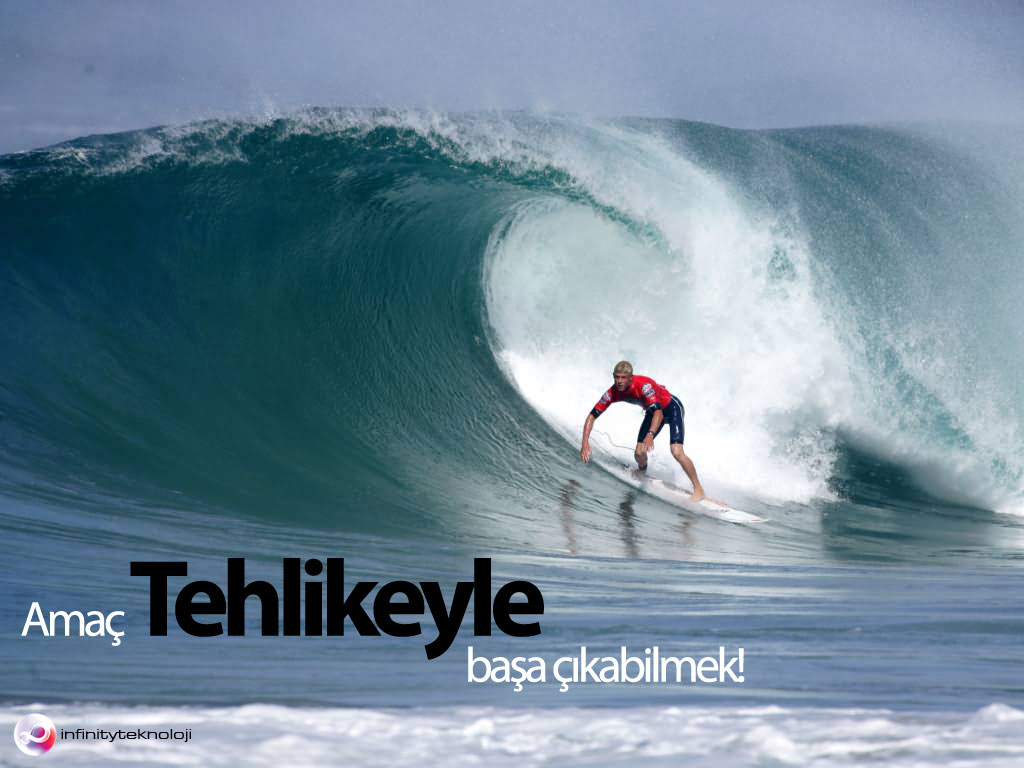 Amaç Tehlikeyle
başa çıkabilmek!
infinityteknoloji